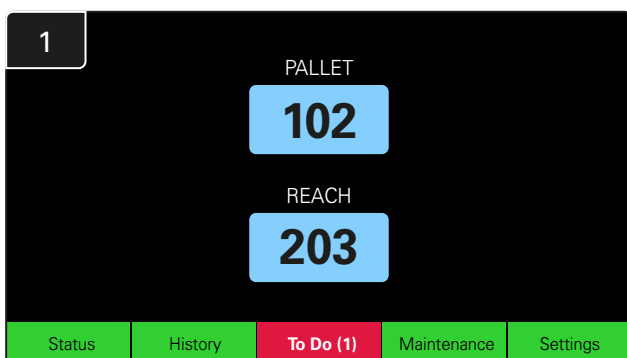 1
PALLET
102
REACH
203
Status History To Do (1) Maintenance Settings